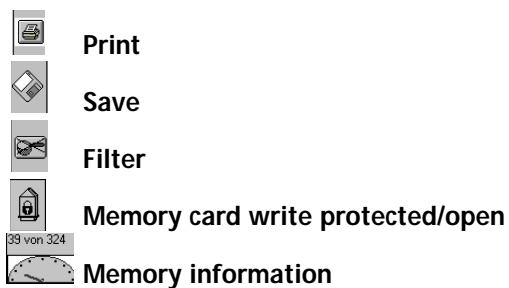 Print
Save
Filter
Memory card write protected/open
39 von 324
Memory information